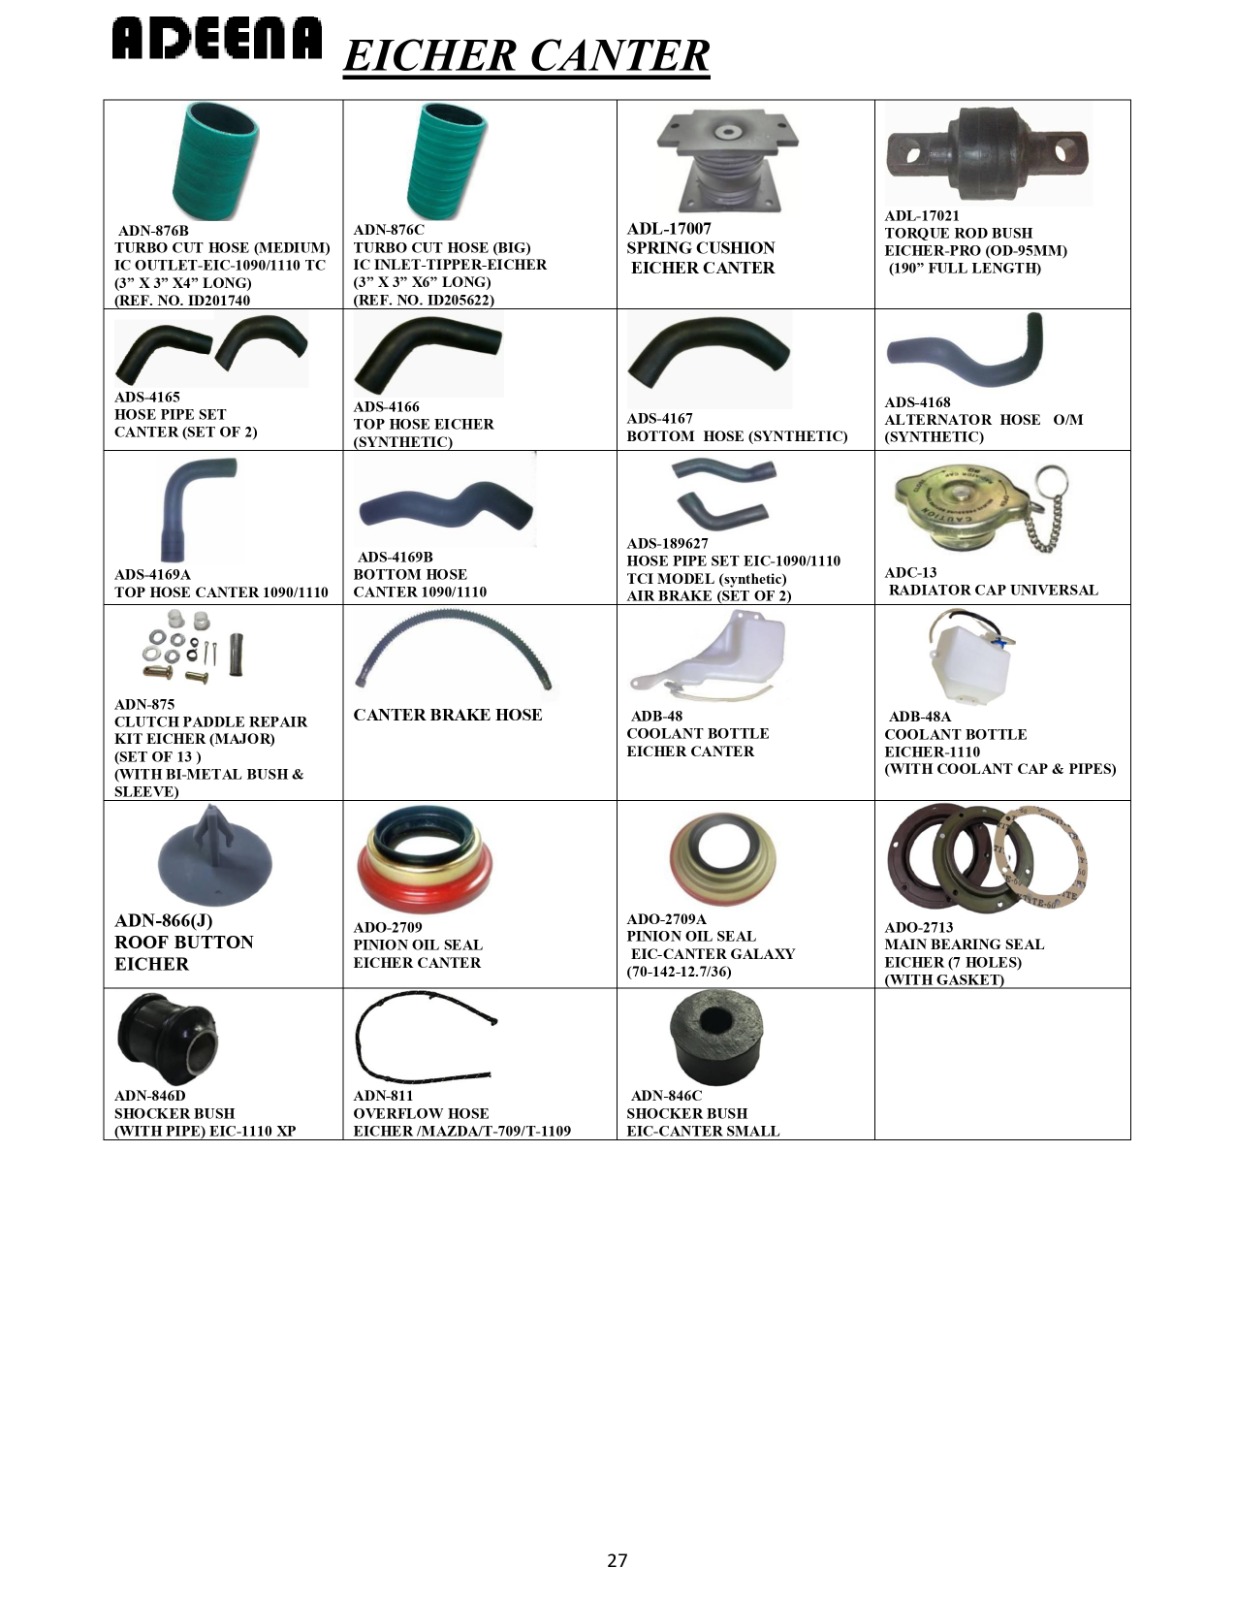 ADEENA EICHER CANTER
ADN-876B
TURBO CUT HOSE (MEDIUM)
IC OUTLET-EIC-1090/1110 TC
(3” X 3” X4” LONG)
(REF. NO. ID201740
ADN-876C
TURBO CUT HOSE (BIG)
IC INLET-TIPPER-EICHER
(3” X 3” X6” LONG)
(REF. NO. ID205622)
ADL-17007
SPRING CUSHION
EICHER CANTER
ADL-17021
TORQUE ROD BUSH
EICHER-PRO (OD-95MM)
(190” FULL LENGTH)
ADS-4165
HOSE PIPE SET
CANTER (SET OF 2)
ADS-4166
TOP HOSE EICHER
(SYNTHETIC)
ADS-4167
BOTTOM HOSE (SYNTHETIC)
ADS-4168
ALTERNATOR HOSE O/M
(SYNTHETIC)
ADS-4169A
TOP HOSE CANTER 1090/1110
ADS-4169B
BOTTOM HOSE
CANTER 1090/1110
ADS-189627
HOSE PIPE SET EIC-1090/1110
TCI MODEL (synthetic)
AIR BRAKE (SET OF 2)
CAUTION
ADC-13
RADIATOR CAP UNIVERSAL
ADN-875
CLUTCH PADDLE REPAIR
KIT EICHER (MAJOR)
(SET OF 13 )
(WITH BI-METAL BUSH &
SLEEVE)
CANTER BRAKE HOSE
ADB-48
COOLANT BOTTLE
EICHER CANTER
ADB-48A
COOLANT BOTTLE
EICHER-1110
(WITH COOLANT CAP & PIPES)
ADN-866(J)
ROOF BUTTON
EICHER
ADO-2709
PINION OIL SEAL
EICHER CANTER
ADO-2709A
PINION OIL SEAL
EIC-CANTER GALAXY
(70-142-12.7/36)
ADO-2713
MAIN BEARING SEAL
EICHER (7 HOLES)
(WITH GASKET)
ADN-846D
SHOCKER BUSH
(WITH PIPE) EIC-1110 XP
ADN-811
OVERFLOW HOSE
EICHER /MAZDA/T-709/T-1109
ADN-846C
SHOCKER BUSH
EIC-CANTER SMALL
27